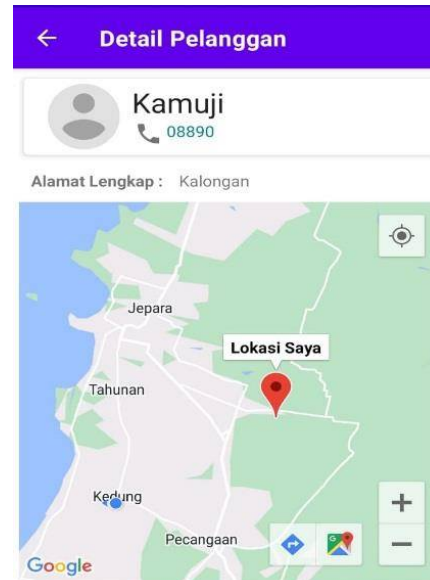 Detail Pelanggan
Kamuji
08890
Alamat Lengkap : Kalongan
Jepara
Lokasi Saya
Tahunan
Kedung
Pecangaan
Google